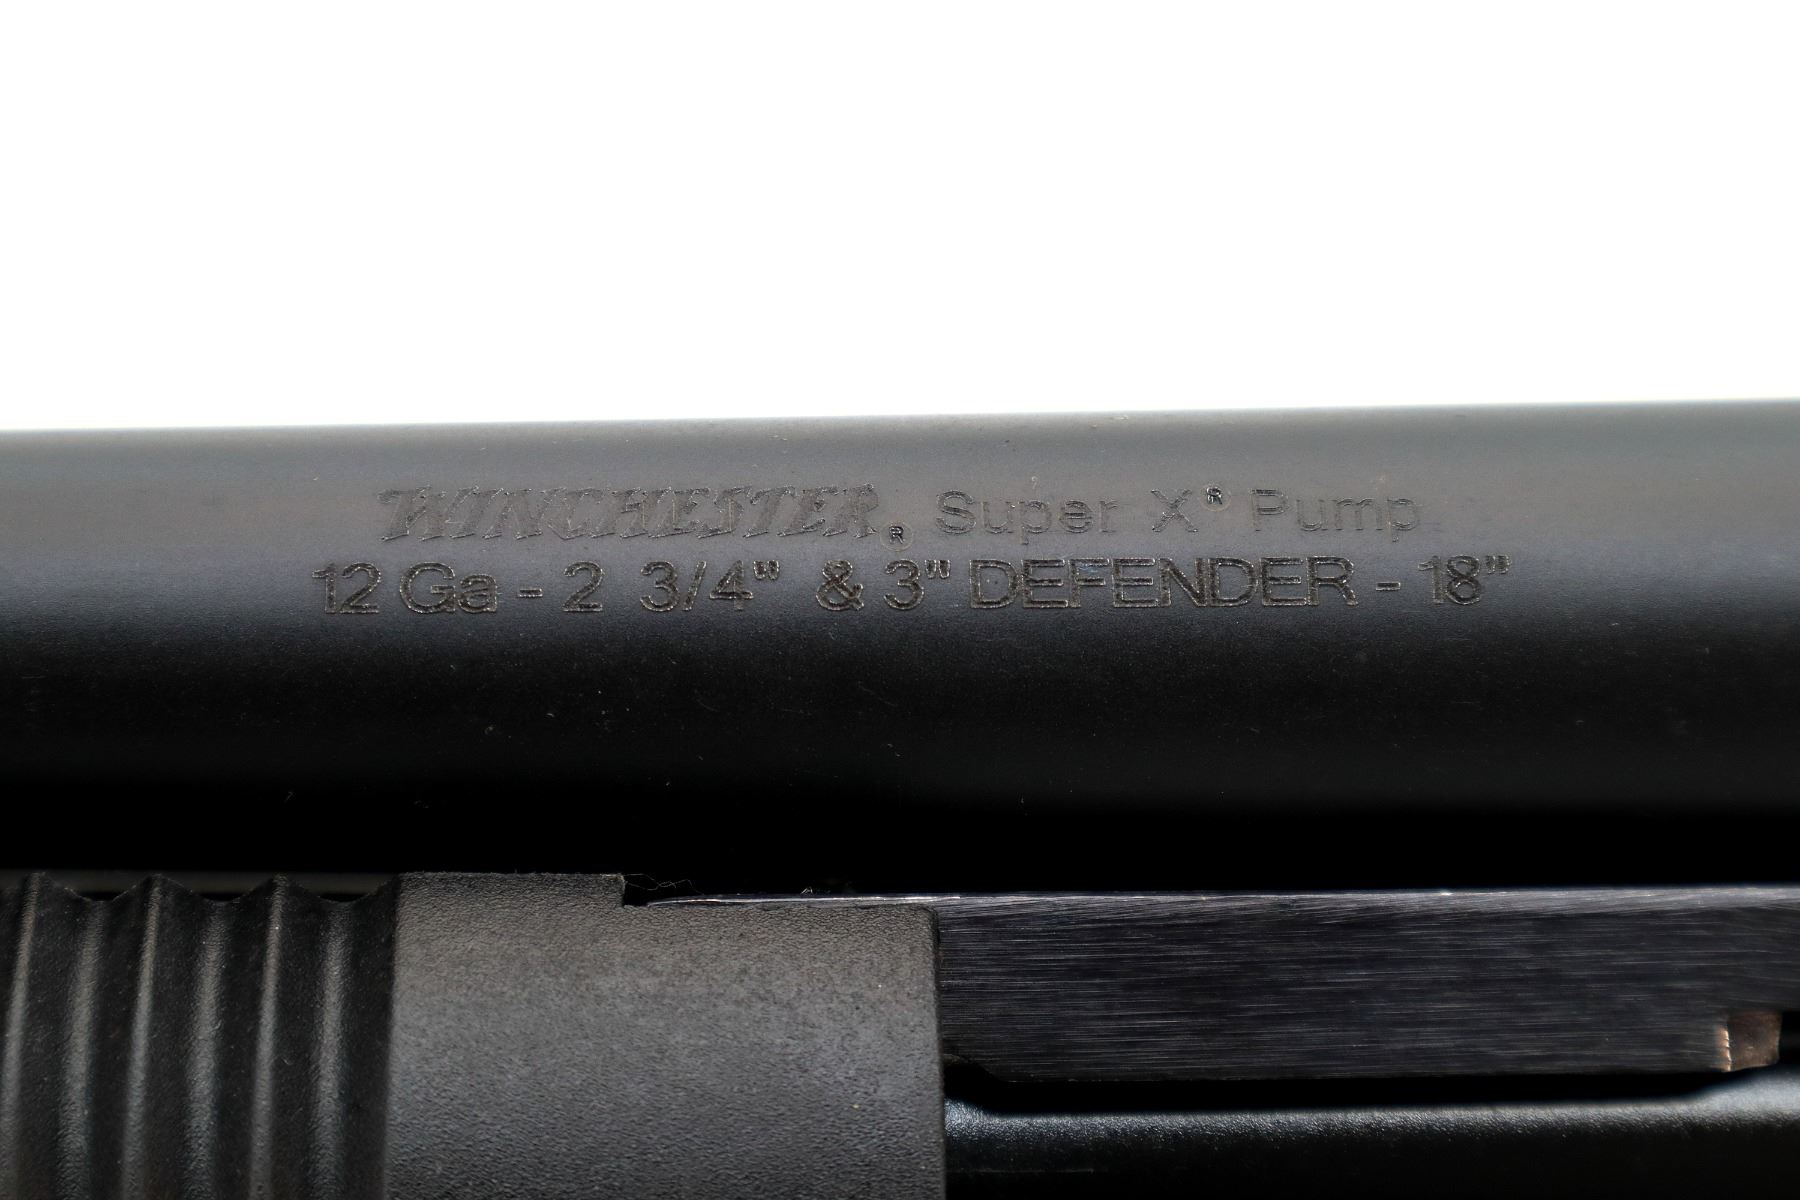 WINCHESTER® Super X® Pump
12 Ga - 2 3/4" & 3" DEFENDER - 18"